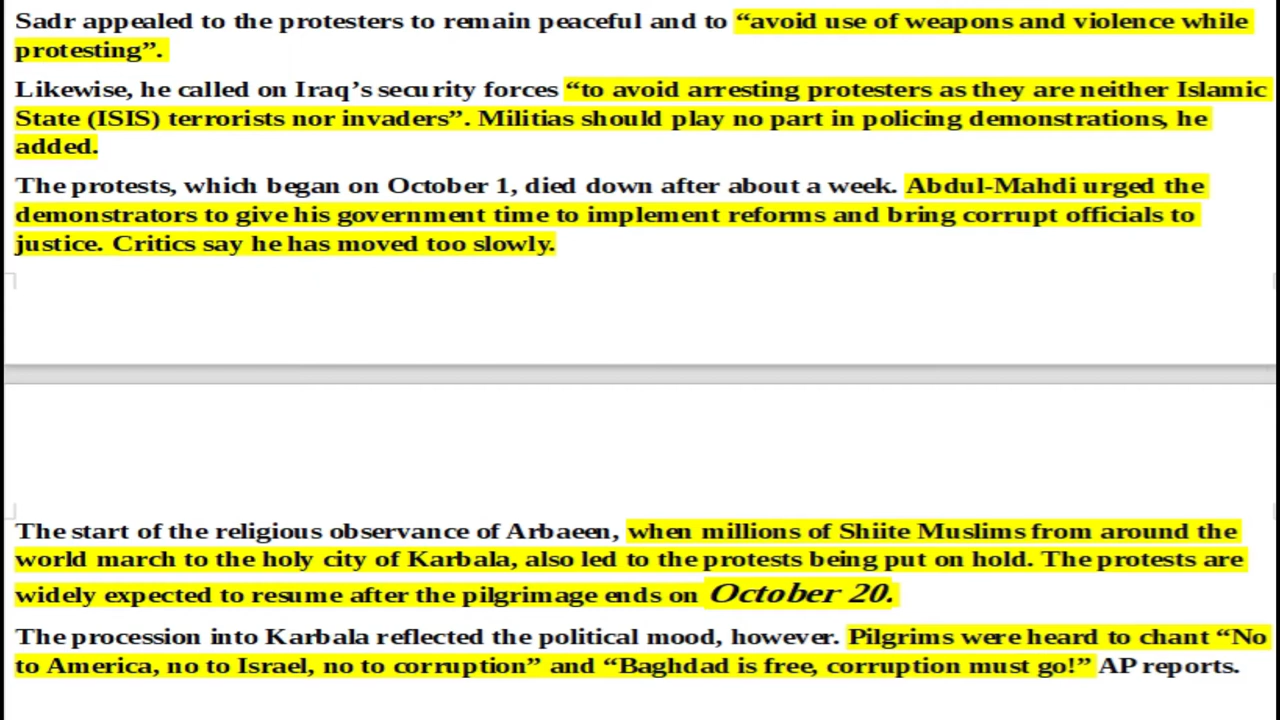 Sadr appealed to the protesters to remain peaceful and to “avoid use of weapons and violence while
protesting”.
Likewise, he called on Iraq’s security forces “to avoid arresting protesters as they are neither Islamic
State (ISIS) terrorists nor invaders”. Militias should play no part in policing demonstrations, he
added.
The protests, which began on October 1, died down after about a week. Abdul-Mahdi urged the
demonstrators to give his government time to implement reforms and bring corrupt officials to
justice. Critics say he has moved too slowly.
The start of the religious observance of Arbaeen, when millions of Shiite Muslims from around the
world march to the holy city of Karbala, also led to the protests being put on hold. The protests are
widely expected to resume after the pilgrimage ends on October 20.
The procession into Karbala reflected the political mood, however. Pilgrims were heard to chant “No
to America, no to Israel, no to corruption” and “Baghdad is free, corruption must go!” AP reports.